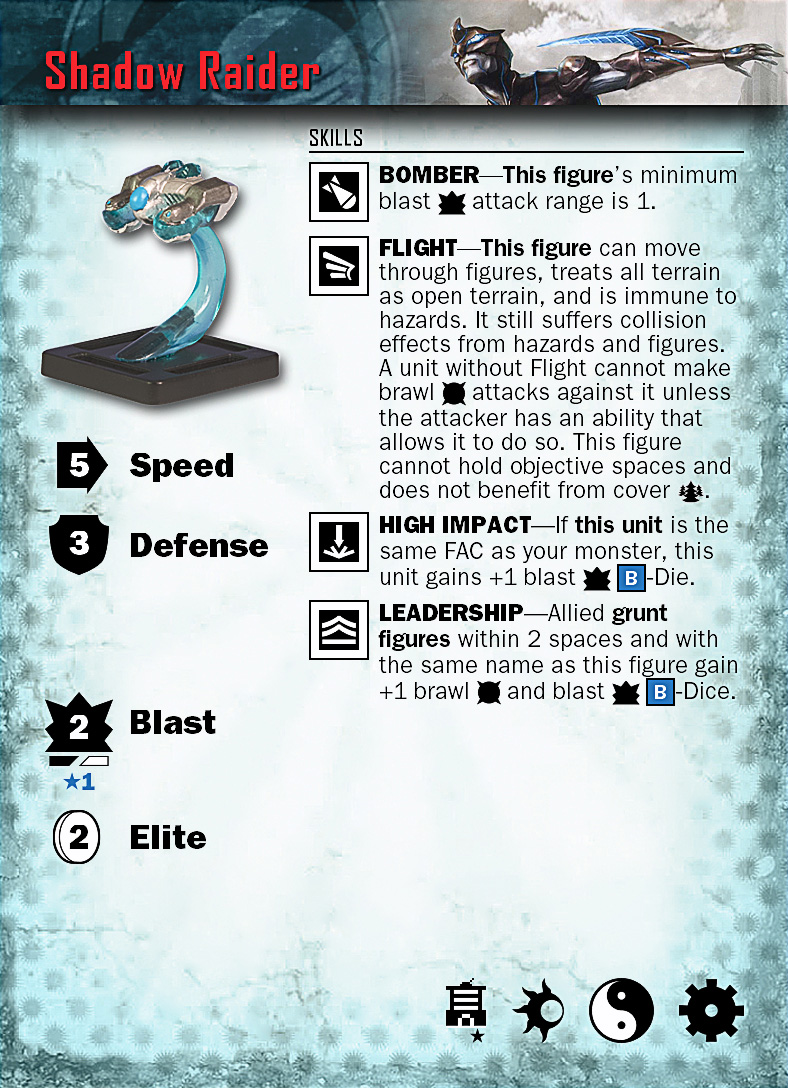 Shadow Raider
SKILLS
BOMBER—This figure's minimum
blast attack range is 1.
FLIGHT—This figure can move
through figures, treats all terrain
as open terrain, and is immune to
hazards. It still suffers collision
effects from hazards and figures.
A unit without Flight cannot make
brawl attacks against it unless
the attacker has an ability that
allows it to do so. This figure
cannot hold objective spaces and
does not benefit from cover .
HIGH IMPACT—If this unit is the
same FAC as your monster, this
unit gains +1 blast B-Die.
LEADERSHIP—Allied grunt
figures within 2 spaces and with
the same name as this figure gain
+1 brawl and blast B-Dice.
5 Speed
3 Defense
2 Blast
★1
2 Elite